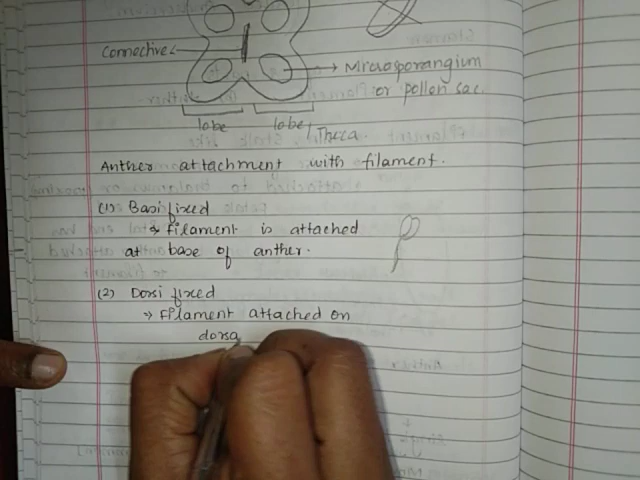 Connective
Microsporangium
or pollen sac.
lobe lobe/Theca.
Anther attachment with filament.
(1) Basifixed
⇒ filament is attached
at base of anther.
(2) Dorsifixed
⇒ Filament attached on
dorsa